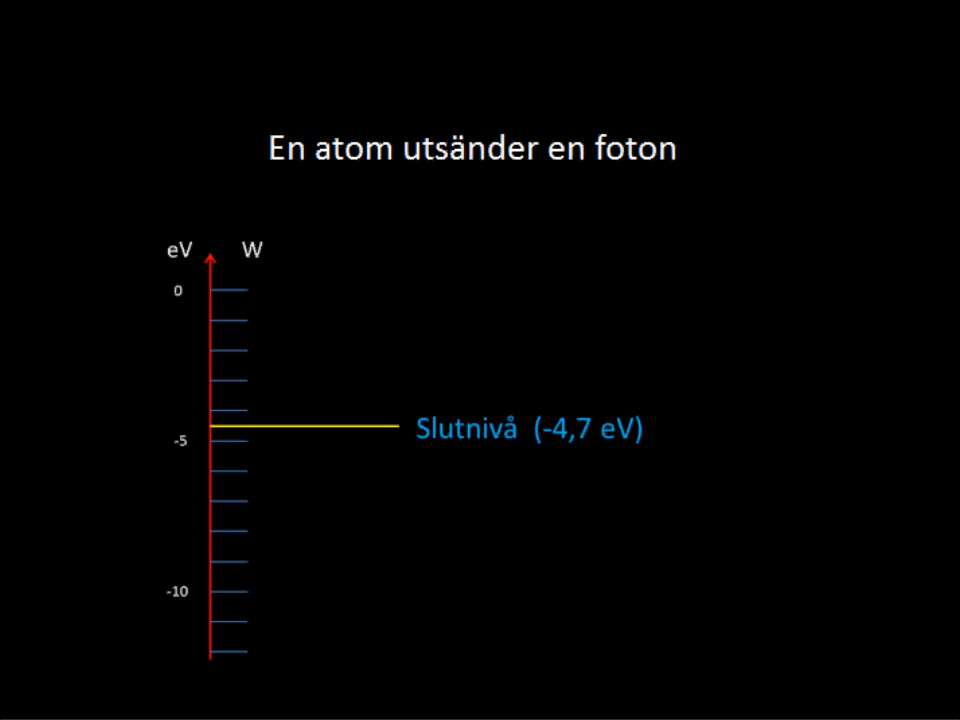 En atom utsänder en foton
eV W
0
Slutnivå (-4,7 eV)
-5
-10